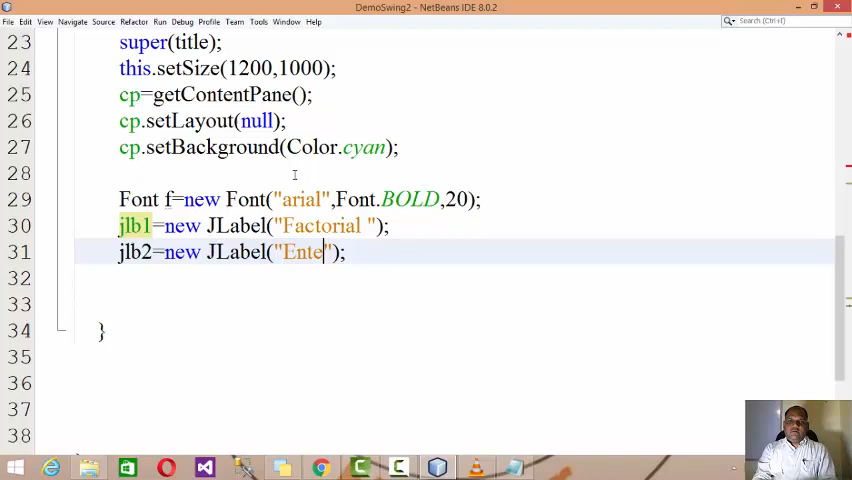 DemoSwing2 - NetBeans IDE 8.0.2
File Edit View Navigate Source Refactor Run Debug Profile Team Tools Window Help
Search (Ctrl+I)
23 super(title);
24 this.setSize(1200,1000);
25 cp=getContentPane();
26 cp.setLayout(null);
27 cp.setBackground(Color.cyan);
28
29 Font f=new Font("arial",Font.BOLD,20);
30 jlb1=new JLabel("Factorial ");
31 jlb2=new JLabel("Ente");
32
33
34 }
35
36
37
38